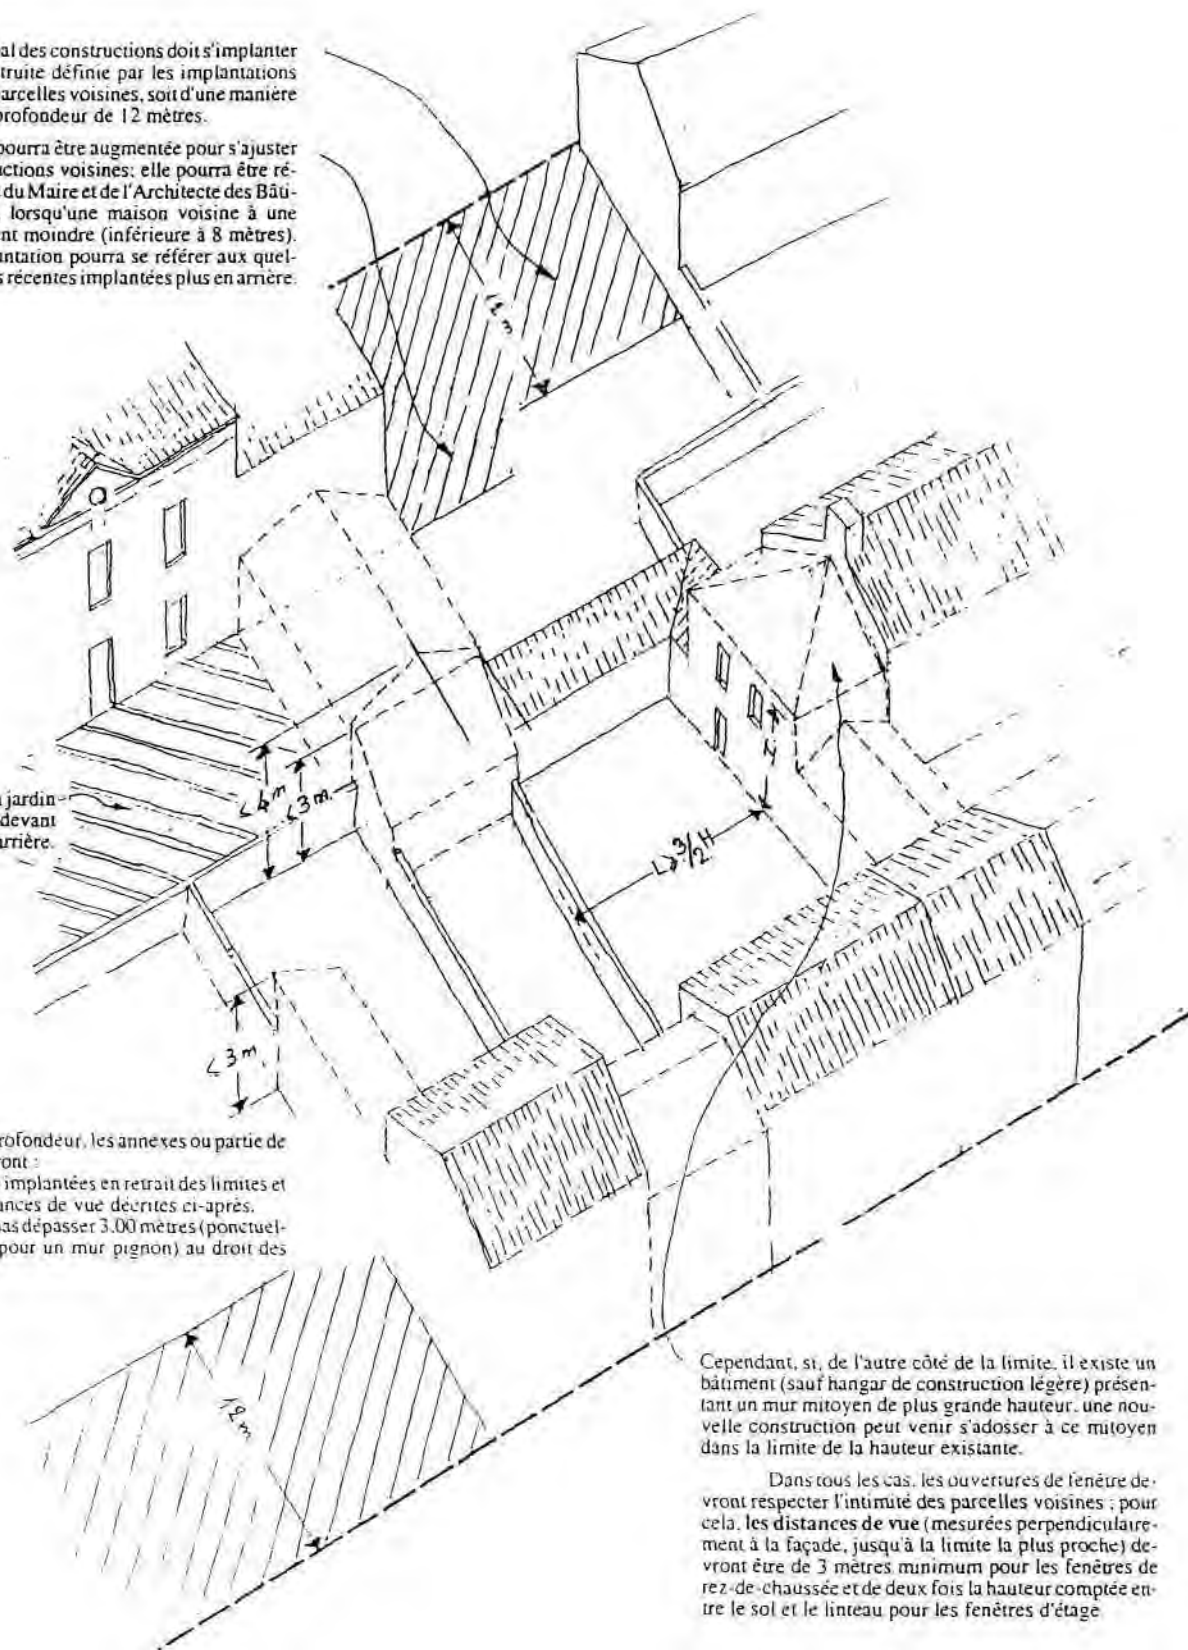 al des constructions doit s'implanter
truite définie par les implantations
arcelles voisines, soit d'une manière
rofondeur de 12 mètres.
pourra être augmentée pour s'ajuster
ctions voisines; elle pourra être ré-
du Maire et de l'Architecte des Bâti-
lorsqu'une maison voisine à une
nt moindre (inférieure à 8 mètres).
ntation pourra se référer aux quel-
s récentes implantées plus en arrière.
12 m
jardin-
devant
arrière.
< 4 m
< 3 m.
L ≥ 3/2 H
< 3 m.
rofondeur, les annexes ou partie de
ont :
implantées en retrait des limites et
ances de vue décrites ci-après.
as dépasser 3.00 mètres (ponctuel-
pour un mur pignon) au droit des
12 m
Cependant, si, de l'autre côté de la limite, il existe un
bâtiment (sauf hangar de construction légère) présen-
tant un mur mitoyen de plus grande hauteur, une nou-
velle construction peut venir s'adosser à ce mitoyen
dans la limite de la hauteur existante.
Dans tous les cas, les ouvertures de fenêtre de-
vront respecter l'intimité des parcelles voisines ; pour
cela, les distances de vue (mesurées perpendiculaire-
ment à la façade, jusqu'à la limite la plus proche) de-
vront être de 3 mètres minimum pour les fenêtres de
rez-de-chaussée et de deux fois la hauteur comptée en-
tre le sol et le linteau pour les fenêtres d'étage